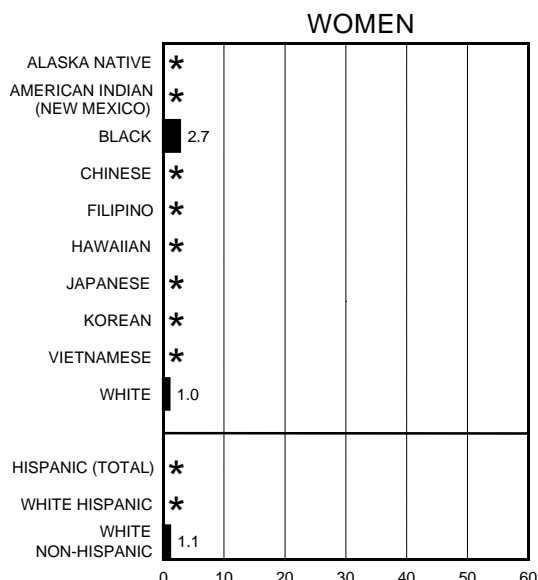 WOMEN
ALASKA NATIVE *
AMERICAN INDIAN
(NEW MEXICO) *
BLACK 2.7
CHINESE *
FILIPINO *
HAWAIIAN *
JAPANESE *
KOREAN *
VIETNAMESE *
WHITE 1.0
HISPANIC (TOTAL) *
WHITE HISPANIC *
WHITE
NON-HISPANIC 1.1
0 10 20 30 40 50 60